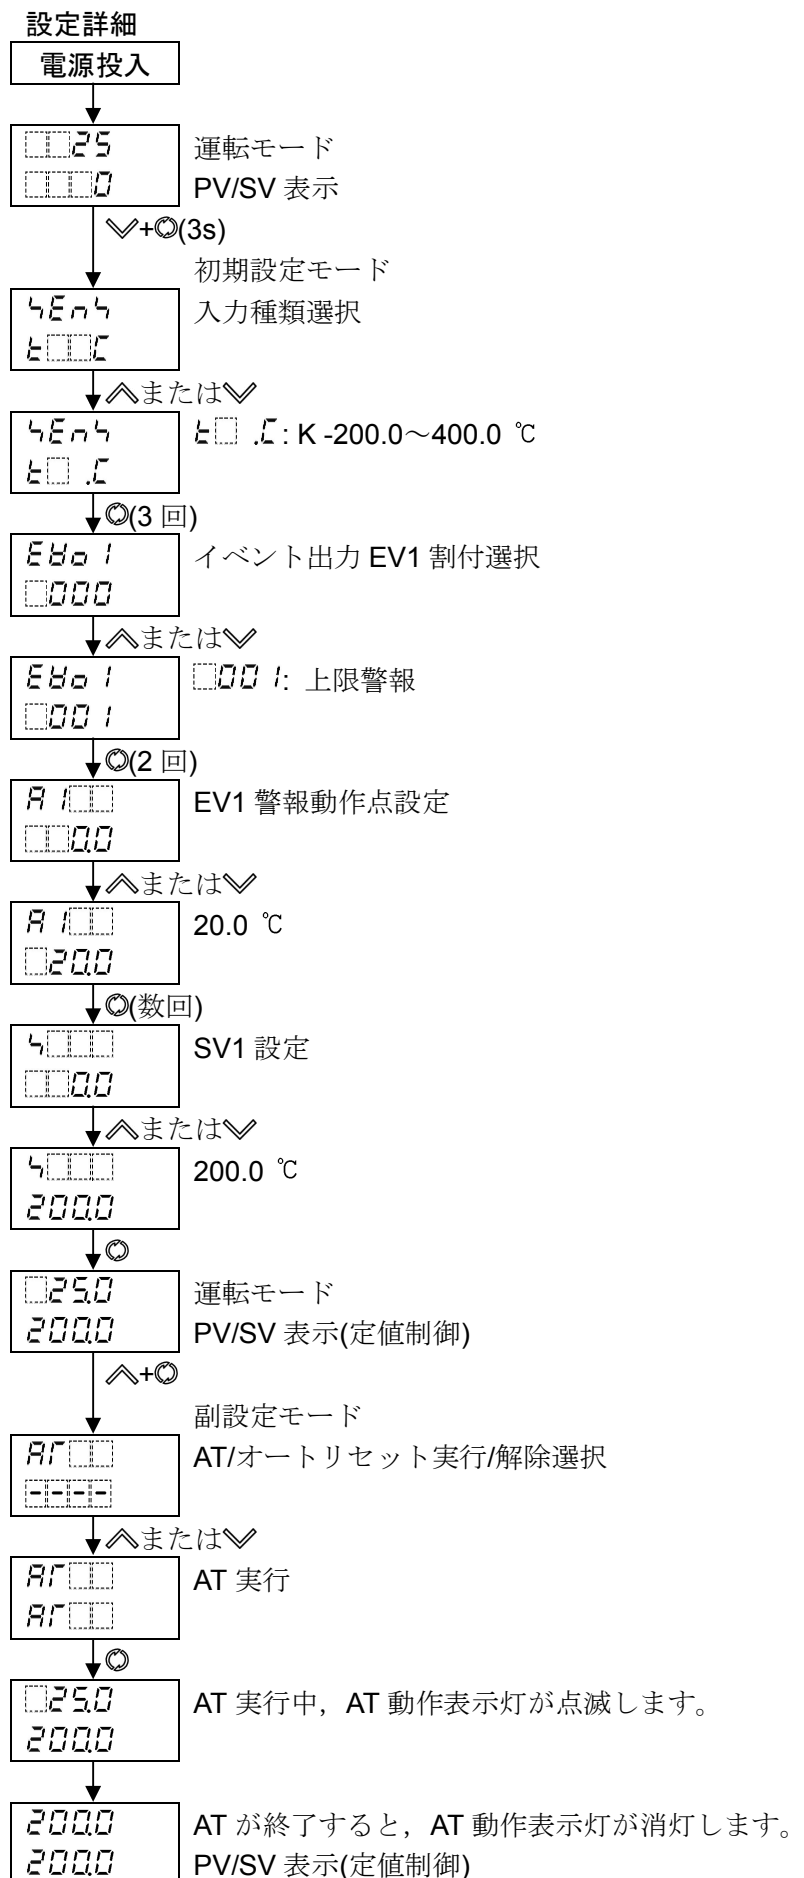 設定詳細
電源投入
□□25 運転モード
□□□0 PV/SV 表示
+(3s)
初期設定モード
SEnS 入力種類選択
E□□C
または
SEnS E□.C: K -200.0～400.0 ℃
E□.C
(3 回)
EVo1 イベント出力 EV1 割付選択
□000
または
EVo1 □001: 上限警報
□001
(2 回)
A1□□ EV1 警報動作点設定
□□0.0
または
A1□□ 20.0 ℃
□20.0
(数回)
S□□□ SV1 設定
□□0.0
または
S□□□ 200.0 ℃
200.0
□25.0 運転モード
200.0 PV/SV 表示(定値制御)
+
副設定モード
AT□□ AT/オートリセット実行/解除選択
----
または
AT□□ AT 実行
AT□□
□25.0 AT 実行中，AT 動作表示灯が点滅します。
200.0
200.0 AT が終了すると，AT 動作表示灯が消灯します。
200.0 PV/SV 表示(定値制御)